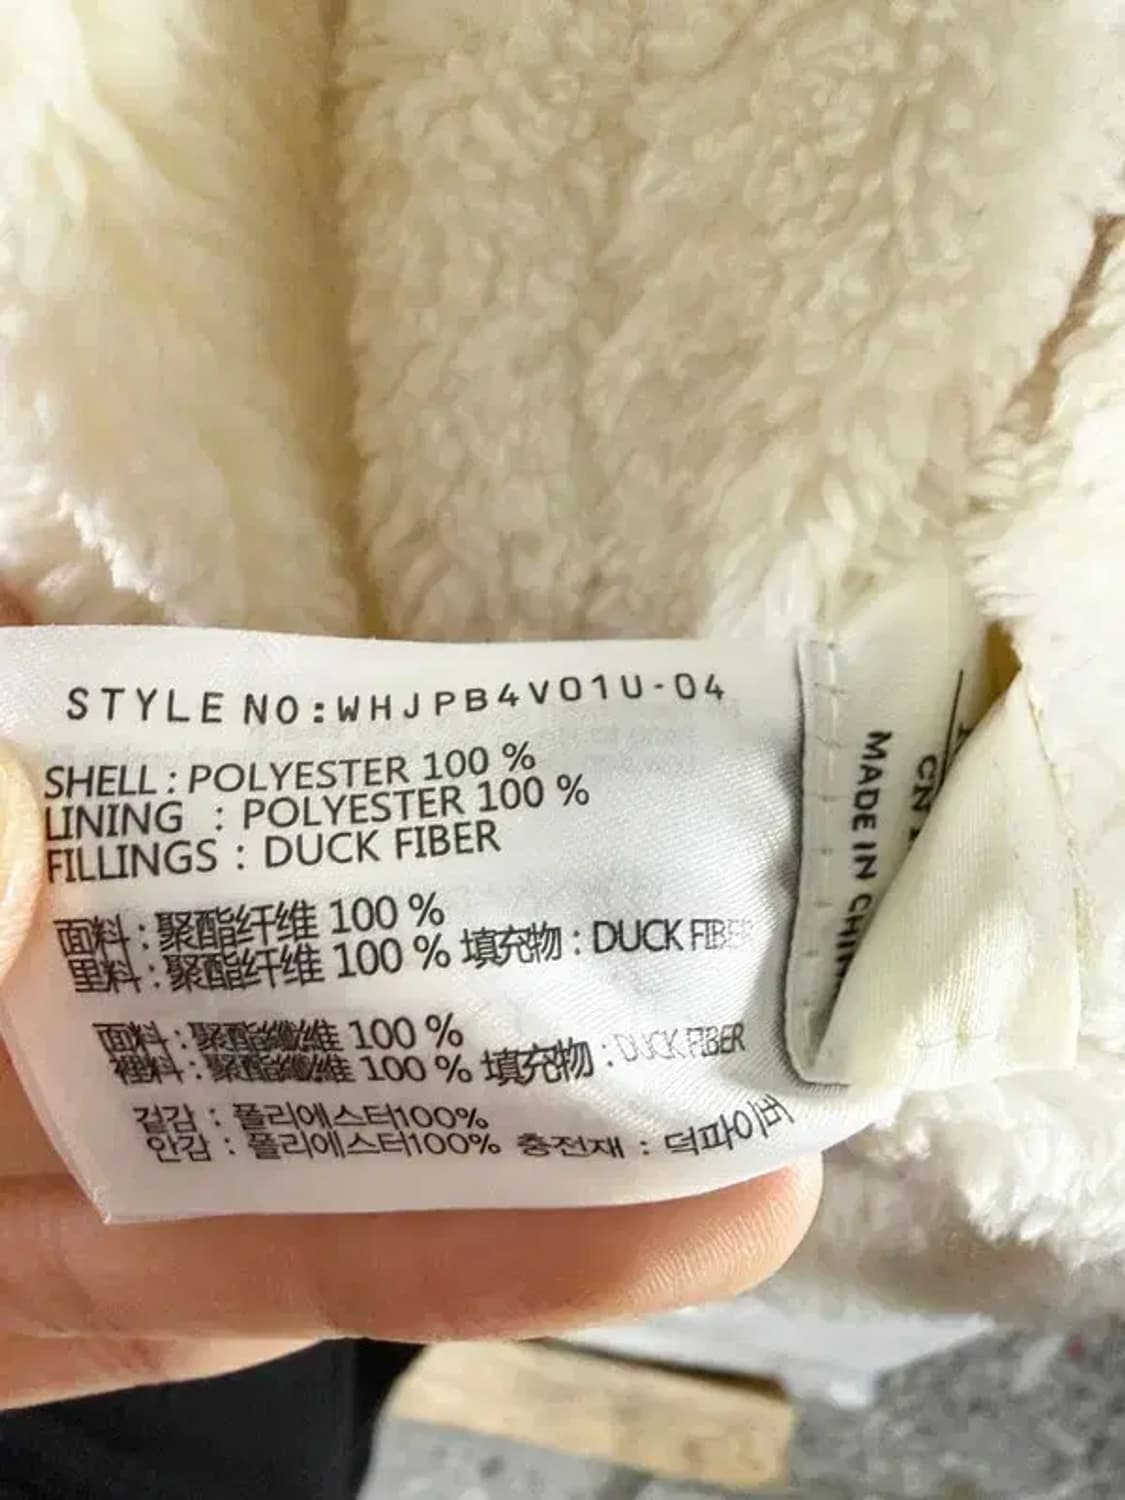 STYLE NO:WHJPB4V01U-04
SHELL : POLYESTER 100 %
LINING : POLYESTER 100 %
FILLINGS : DUCK FIBER
面料 : 聚酯纤维 100 %
里料 : 聚酯纤维 100 % 填充物 : DUCK FIBER
面料 : 聚酯纖維 100 %
裡料 : 聚酯纖維 100 % 填充物 : DUCK FIBER
겉감 : 폴리에스터100%
안감 : 폴리에스터100% 충전재 : 덕파이버
MADE IN CHINA
CN